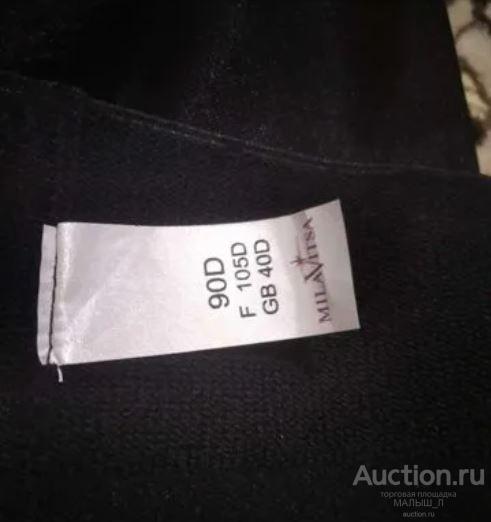 90D
F 105D
GB 40D
MILAVITSA
Auction.ru
торговая площадка
МАЛЫШ_Л
auction.ru